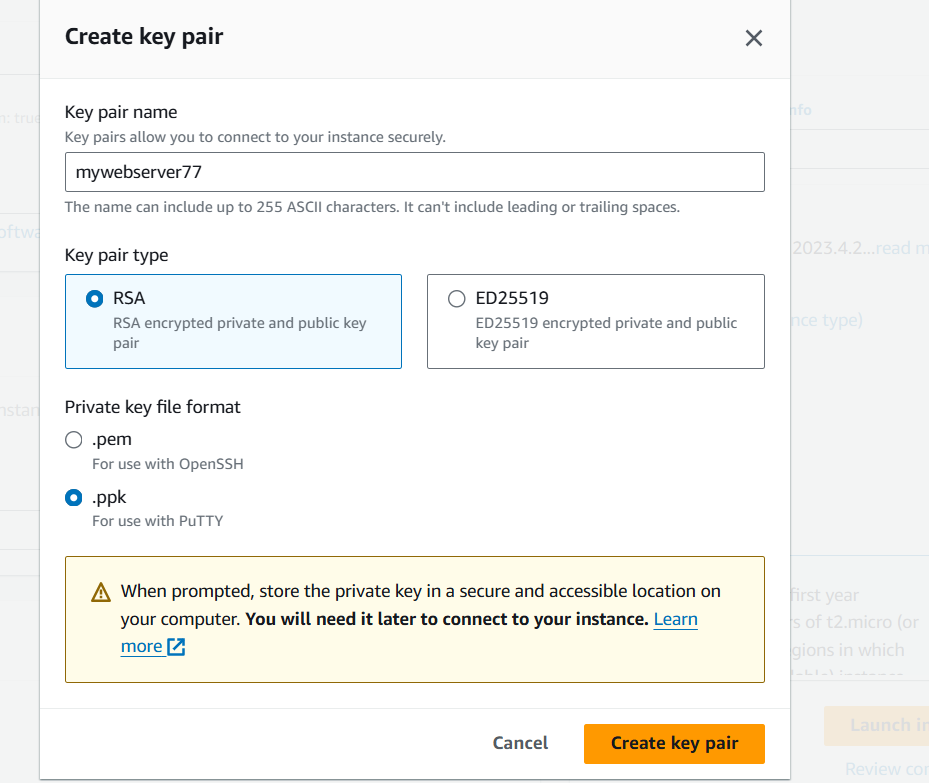 Create key pair
Key pair name
Key pairs allow you to connect to your instance securely.
mywebserver77
The name can include up to 255 ASCII characters. It can't include leading or trailing spaces.
Key pair type
RSA
RSA encrypted private and public key
pair
ED25519
ED25519 encrypted private and public
key pair
Private key file format
.pem
For use with OpenSSH
.ppk
For use with PuTTY
When prompted, store the private key in a secure and accessible location on
your computer. You will need it later to connect to your instance. Learn
more
Cancel
Create key pair
2023.4.2...read m
nce type)
first year
rs of t2.micro (or
gions in which
Launch in
Review co